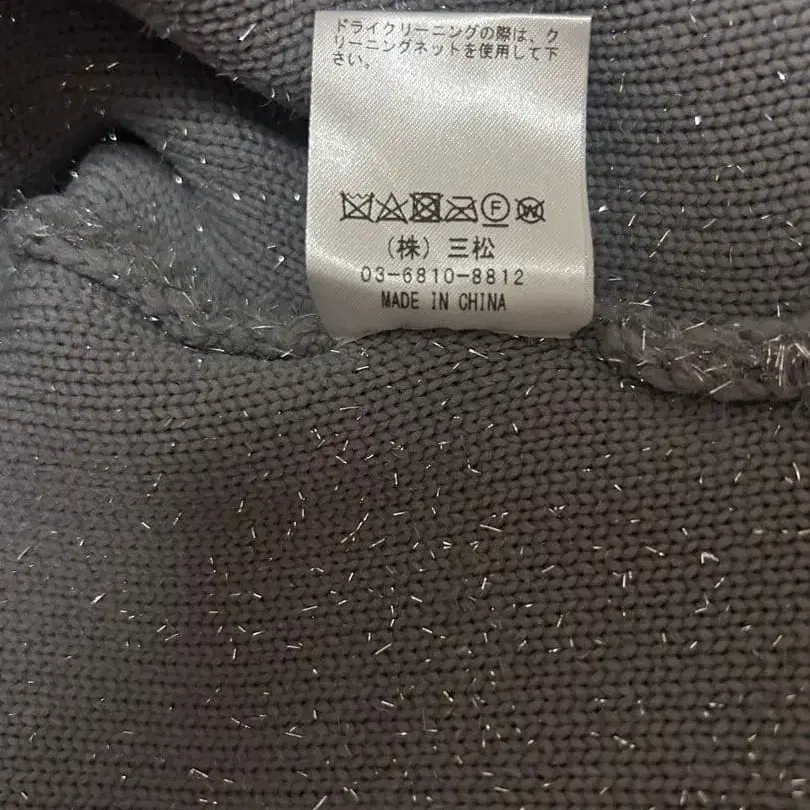 ドライクリーニングの際は、ク
リーニングネットを使用して下
さい。
F W
(株) 三松
03-6810-8812
MADE IN CHINA